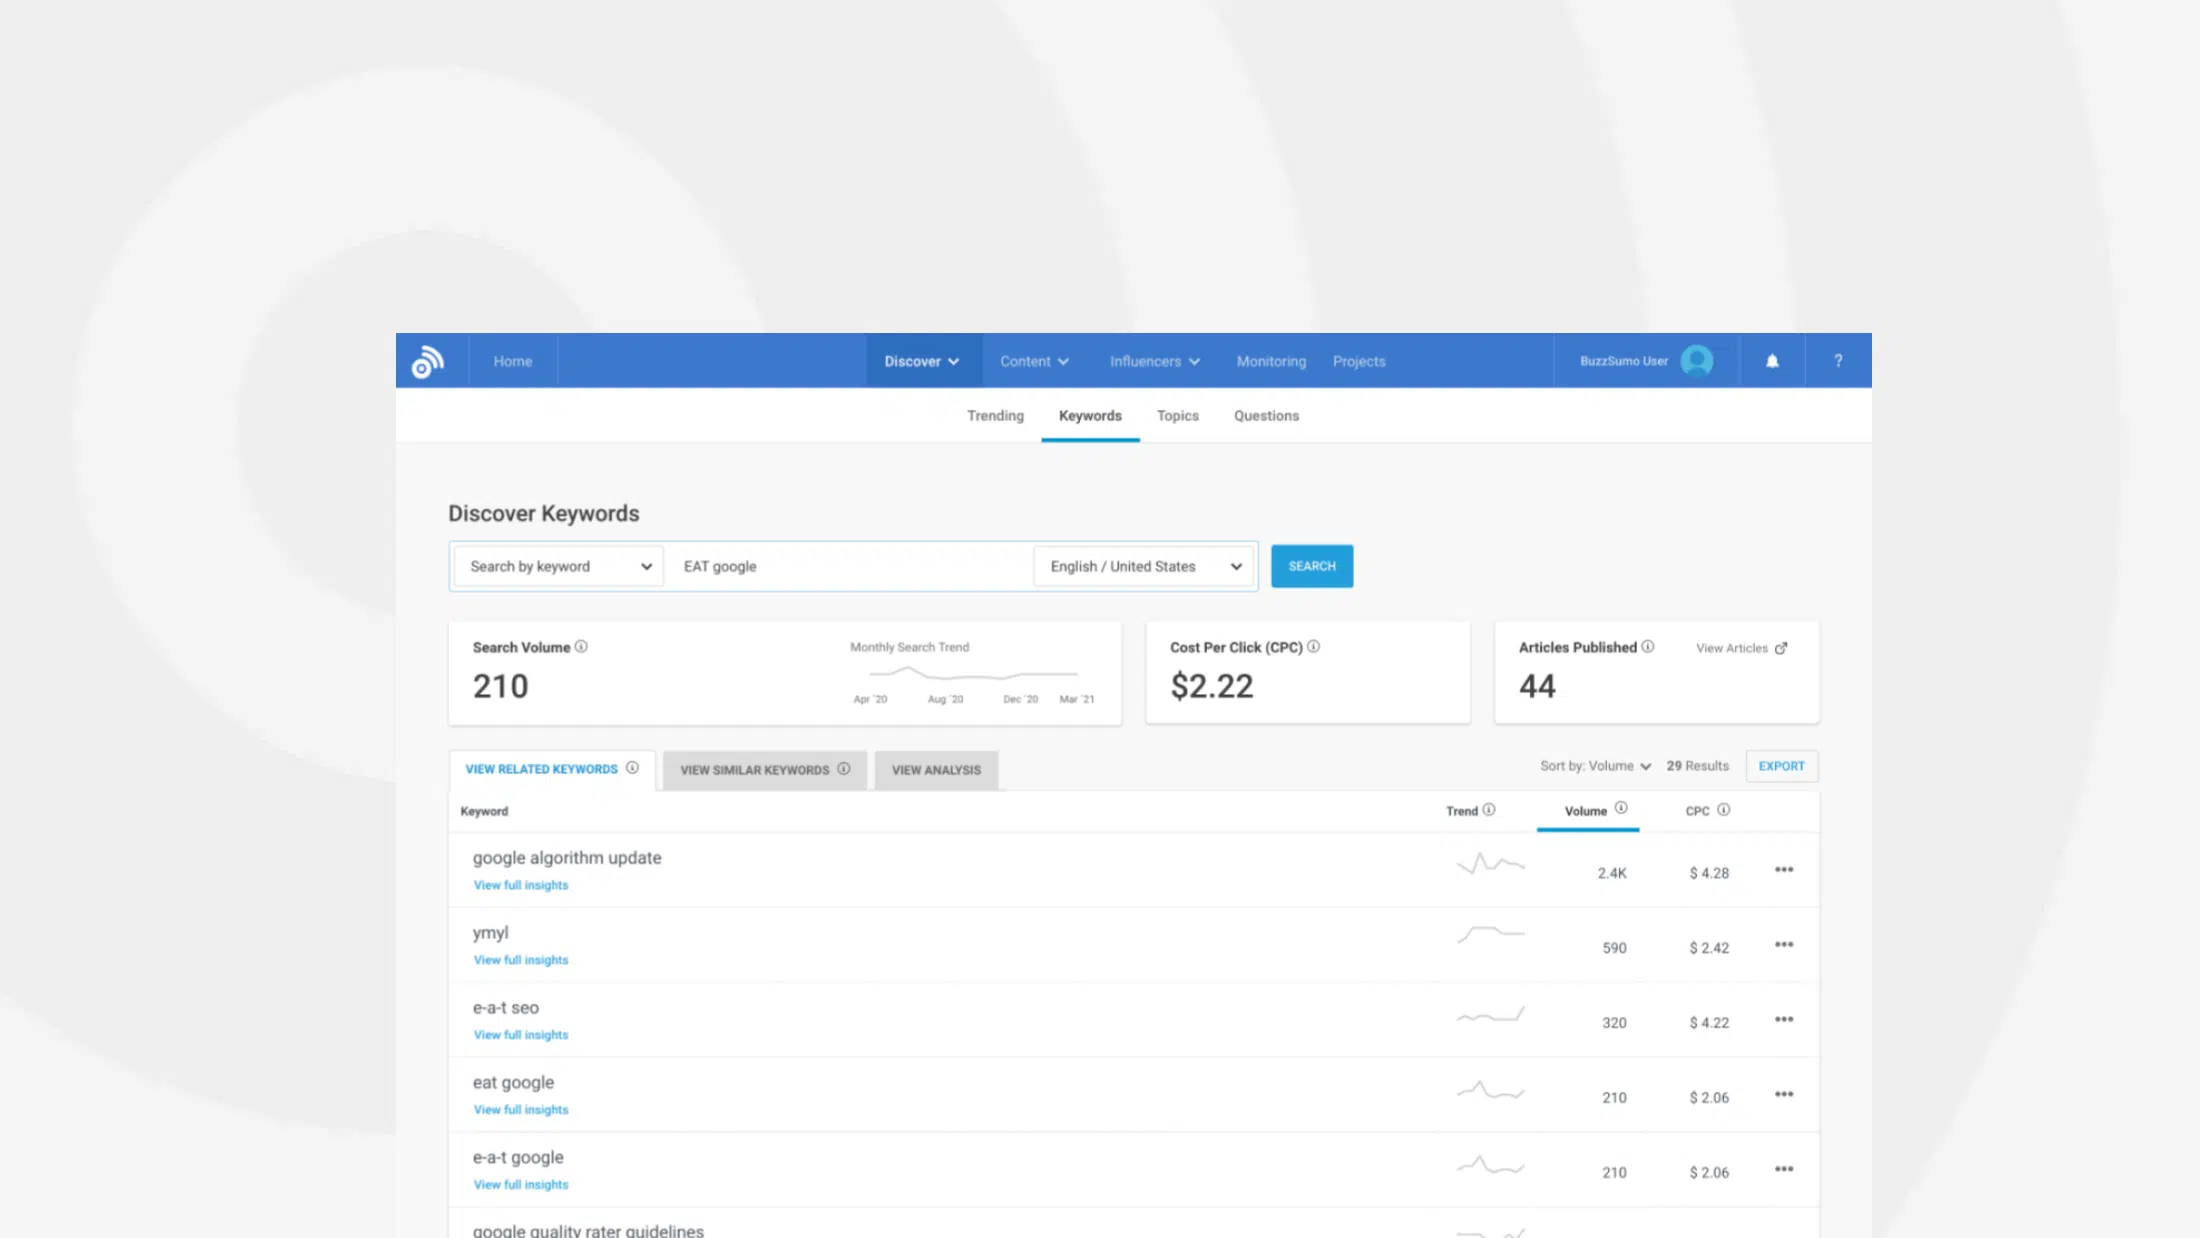 Home Discover Content Influencers Monitoring Projects BuzzSumo User ?
Trending Keywords Topics Questions
Discover Keywords
Search by keyword EAT google English / United States SEARCH
Search Volume Monthly Search Trend Cost Per Click (CPC) Articles Published View Articles
210 $2.22 44
Apr '20 Aug '20 Dec '20 Mar '21
VIEW RELATED KEYWORDS VIEW SIMILAR KEYWORDS VIEW ANALYSIS Sort by: Volume 29 Results EXPORT
Keyword Trend Volume CPC
google algorithm update 2.4K $ 4.28
View full insights
ymyl 590 $ 2.42
View full insights
e-a-t seo 320 $ 4.22
View full insights
eat google 210 $ 2.06
View full insights
e-a-t google 210 $ 2.06
View full insights
google quality rater guidelines